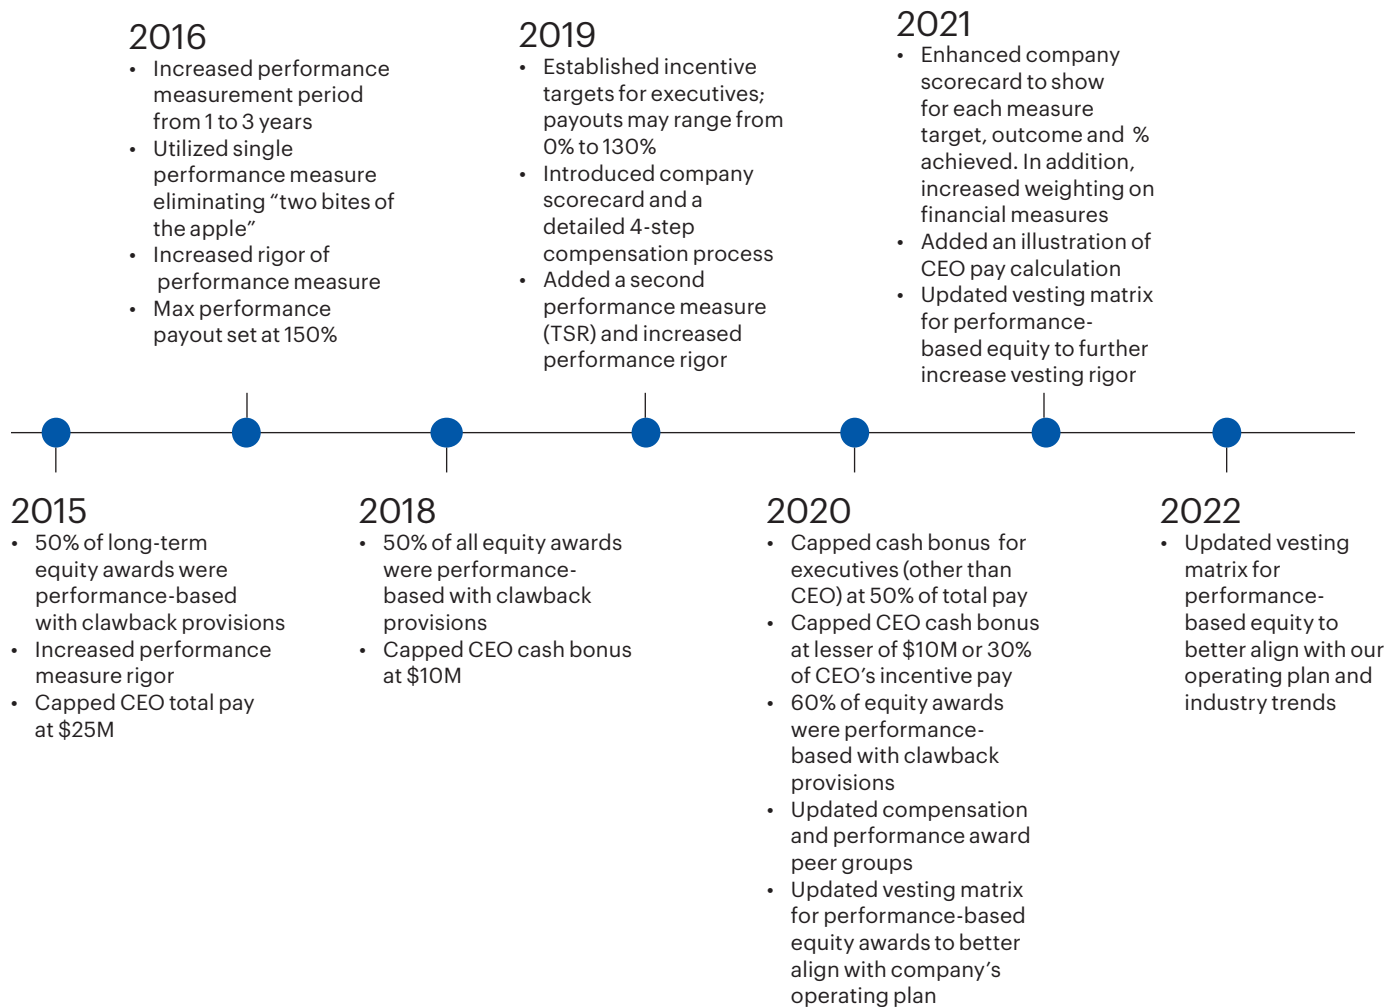 2016
• Increased performance
measurement period
from 1 to 3 years
• Utilized single
performance measure
eliminating “two bites of
the apple”
• Increased rigor of
performance measure
• Max performance
payout set at 150%
2019
• Established incentive
targets for executives;
payouts may range from
0% to 130%
• Introduced company
scorecard and a
detailed 4-step
compensation process
• Added a second
performance measure
(TSR) and increased
performance rigor
2021
• Enhanced company
scorecard to show
for each measure
target, outcome and %
achieved. In addition,
increased weighting on
financial measures
• Added an illustration of
CEO pay calculation
• Updated vesting matrix
for performance-
based equity to further
increase vesting rigor
2015
• 50% of long-term
equity awards were
performance-based
with clawback provisions
• Increased performance
measure rigor
• Capped CEO total pay
at $25M
2018
• 50% of all equity awards
were performance-
based with clawback
provisions
• Capped CEO cash bonus
at $10M
2020
• Capped cash bonus for
executives (other than
CEO) at 50% of total pay
• Capped CEO cash bonus
at lesser of $10M or 30%
of CEO’s incentive pay
• 60% of equity awards
were performance-
based with clawback
provisions
• Updated compensation
and performance award
peer groups
• Updated vesting matrix
for performance-based
equity awards to better
align with company’s
operating plan
2022
• Updated vesting
matrix for
performance-
based equity to
better align with our
operating plan and
industry trends